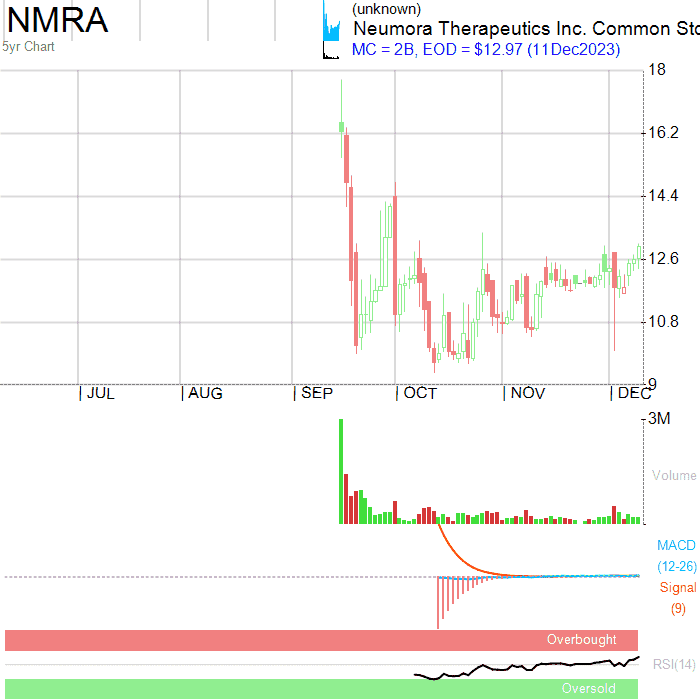 NMRA
(unknown)
Neumora Therapeutics Inc. Common Sto
5yr Chart
MC = 2B, EOD = $12.97 (11Dec2023)
18
16.2
14.4
12.6
10.8
9
| JUL | AUG | SEP | OCT | NOV | DEC
3M
Volume
MACD
(12-26)
Signal
(9)
Overbought
RSI(14)
Oversold